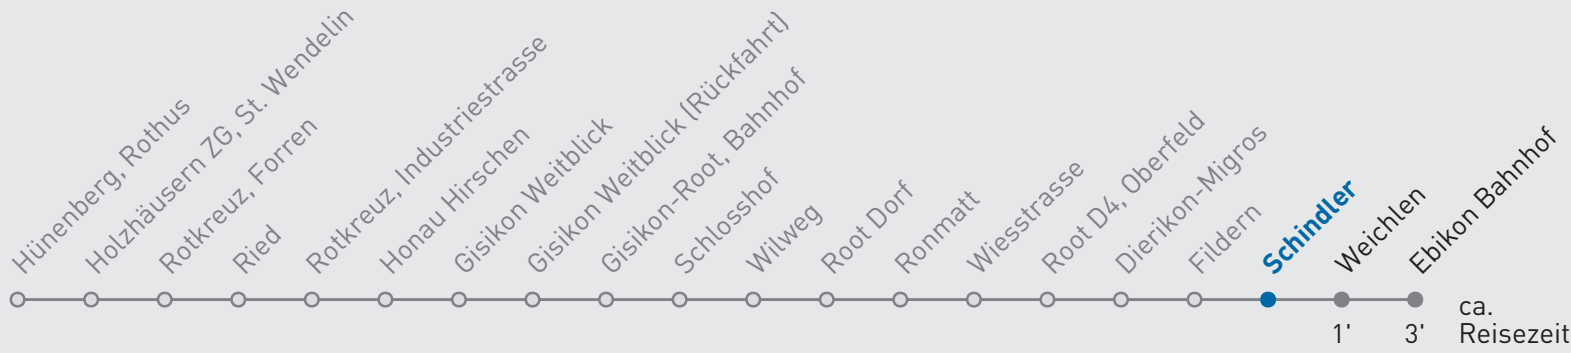 Hünenberg, Rothus
Holzhäusern ZG, St. Wendelin
Rotkreuz, Forren
Ried
Rotkreuz, Industriestrasse
Honau Hirschen
Gisikon Weitblick
Gisikon Weitblick (Rückfahrt)
Gisikon-Root, Bahnhof
Schlosshof
Wilweg
Root Dorf
Ronmatt
Wiesstrasse
Root D4, Oberfeld
Dierikon-Migros
Fildern
Schindler
Weichlen
Ebikon Bahnhof
ca.
1' 3' Reisezeit